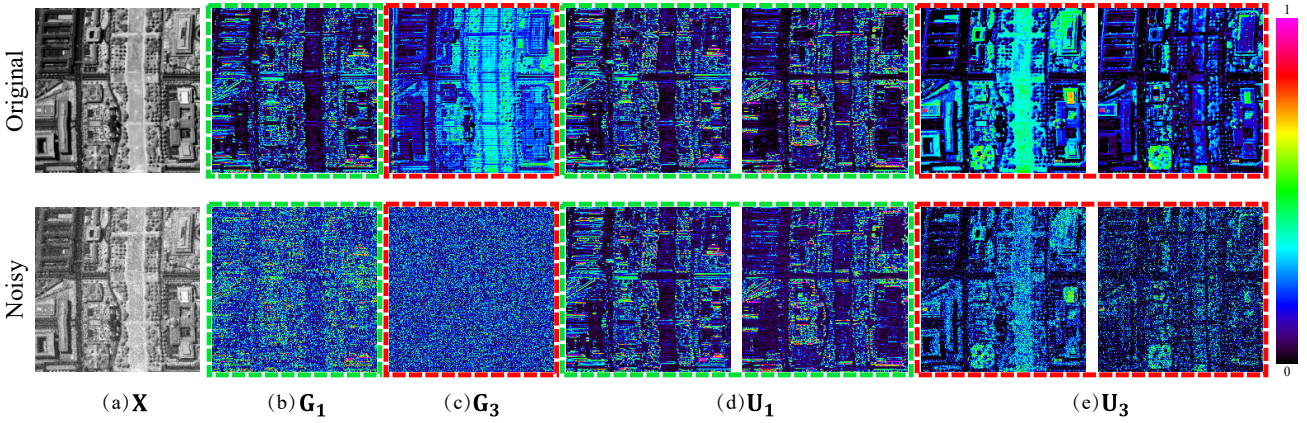 Original
Noisy
1
0
(a) X
(b) G₁
(c) G₃
(d) U₁
(e) U₃